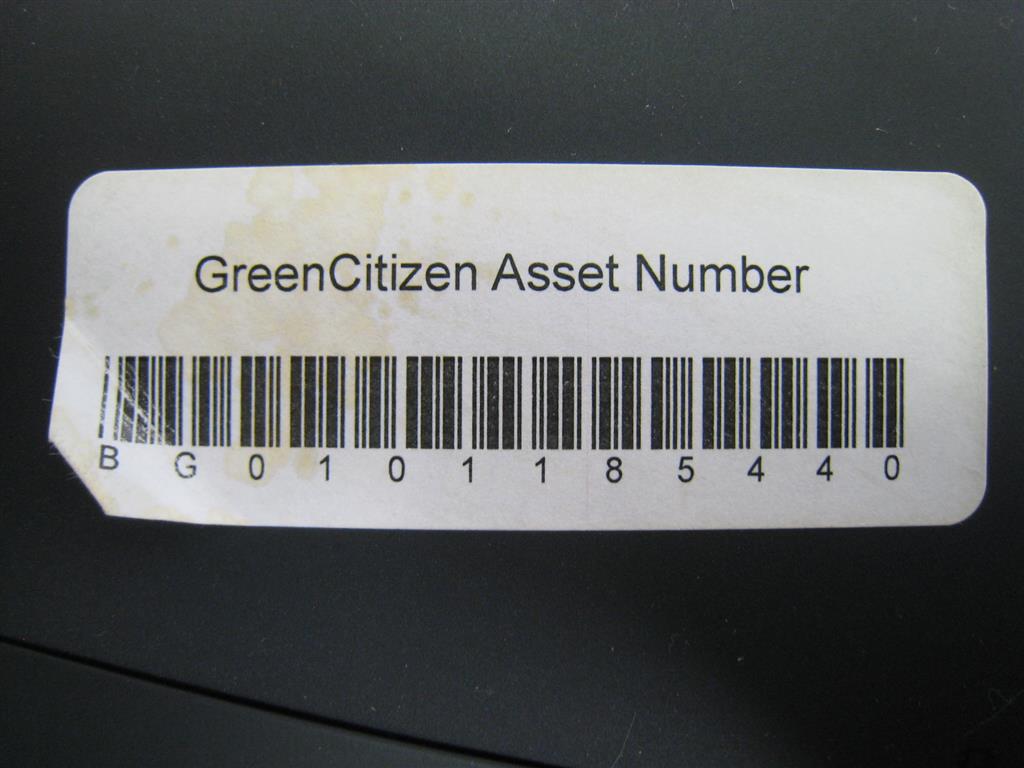 GreenCitizen Asset Number
B G 0 1 0 1 1 8 5 4 4 0